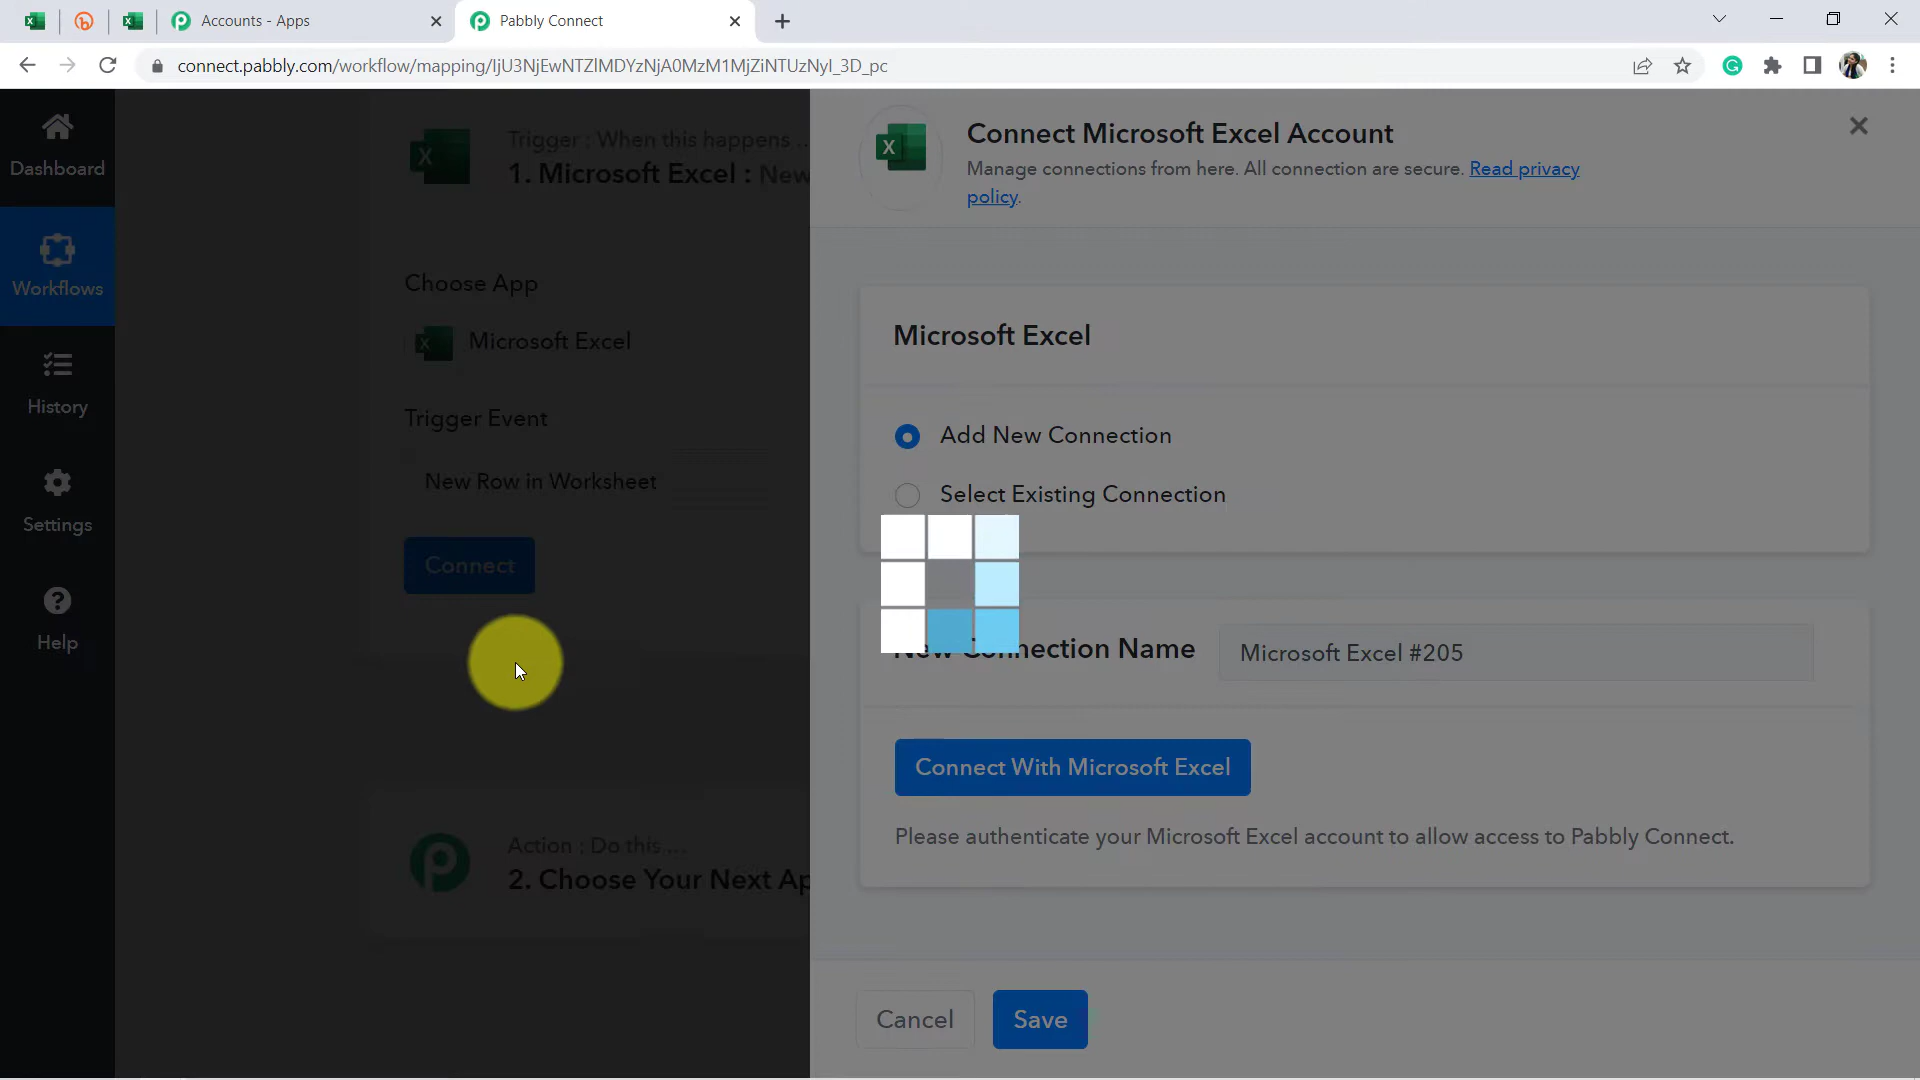 Accounts - Apps
Pabbly Connect
connect.pabbly.com/workflow/mapping/IjU3NjEwNTZlMDYzNjA0MzM1MjZiNTUzNyI_3D_pc
Dashboard
Workflows
History
Settings
Help
Trigger : When this happens ...
1. Microsoft Excel : New
Choose App
Microsoft Excel
Trigger Event
New Row in Worksheet
Connect
Action : Do this ...
2. Choose Your Next Ap
Connect Microsoft Excel Account
Manage connections from here. All connection are secure. Read privacy
policy.
Microsoft Excel
Add New Connection
Select Existing Connection
New Connection Name
Microsoft Excel #205
Connect With Microsoft Excel
Please authenticate your Microsoft Excel account to allow access to Pabbly Connect.
Cancel
Save